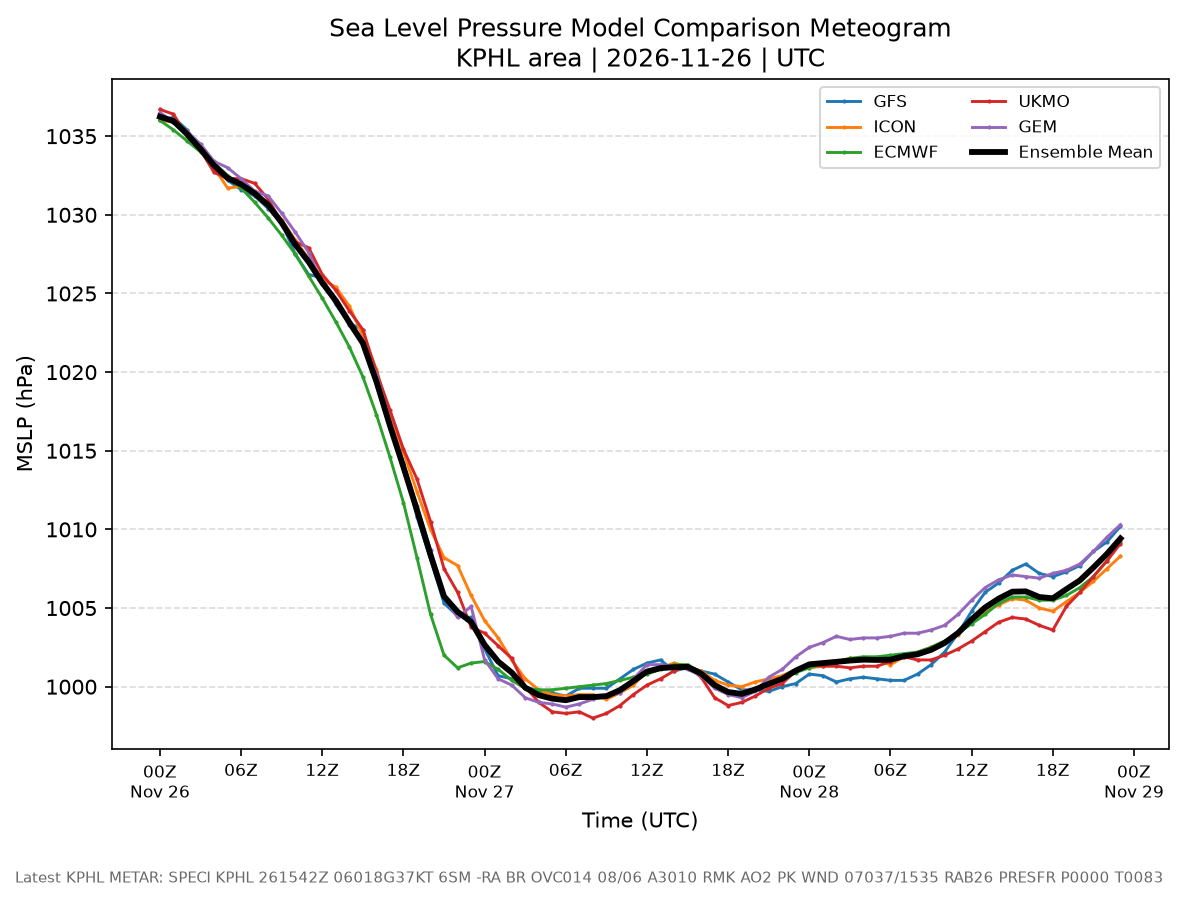 Sea Level Pressure Model Comparison Meteogram
KPHL area | 2026-11-26 | UTC
GFS
ICON
ECMWF
UKMO
GEM
Ensemble Mean
MSLP (hPa)
1035
1030
1025
1020
1015
1010
1005
1000
00Z 06Z 12Z 18Z 00Z 06Z 12Z 18Z 00Z 06Z 12Z 18Z 00Z
Nov 26 Nov 27 Nov 28 Nov 29
Time (UTC)
Latest KPHL METAR: SPECI KPHL 261542Z 06018G37KT 6SM -RA BR OVC014 08/06 A3010 RMK AO2 PK WND 07037/1535 RAB26 PRESFR P0000 T0083